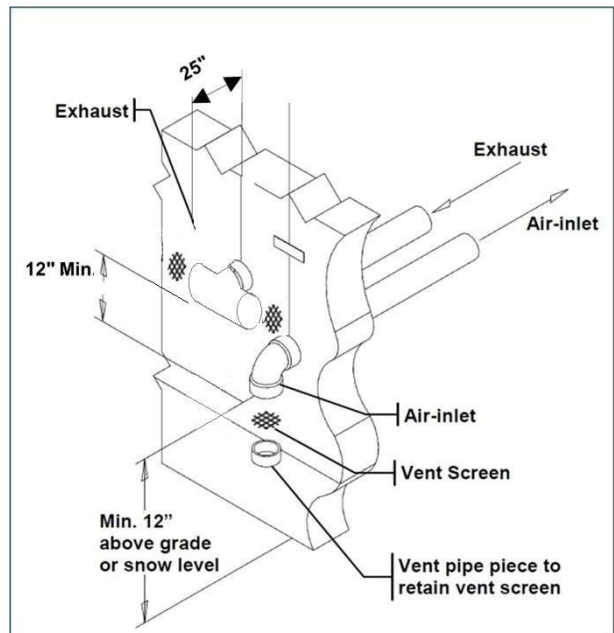 25"
Exhaust
Exhaust
Air-inlet
12" Min.
Air-inlet
Vent Screen
Min. 12”
above grade
or snow level
Vent pipe piece to
retain vent screen